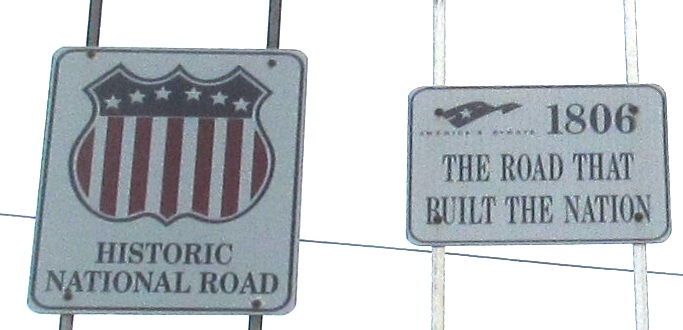 HISTORIC
NATIONAL ROAD
1806
THE ROAD THAT
BUILT THE NATION